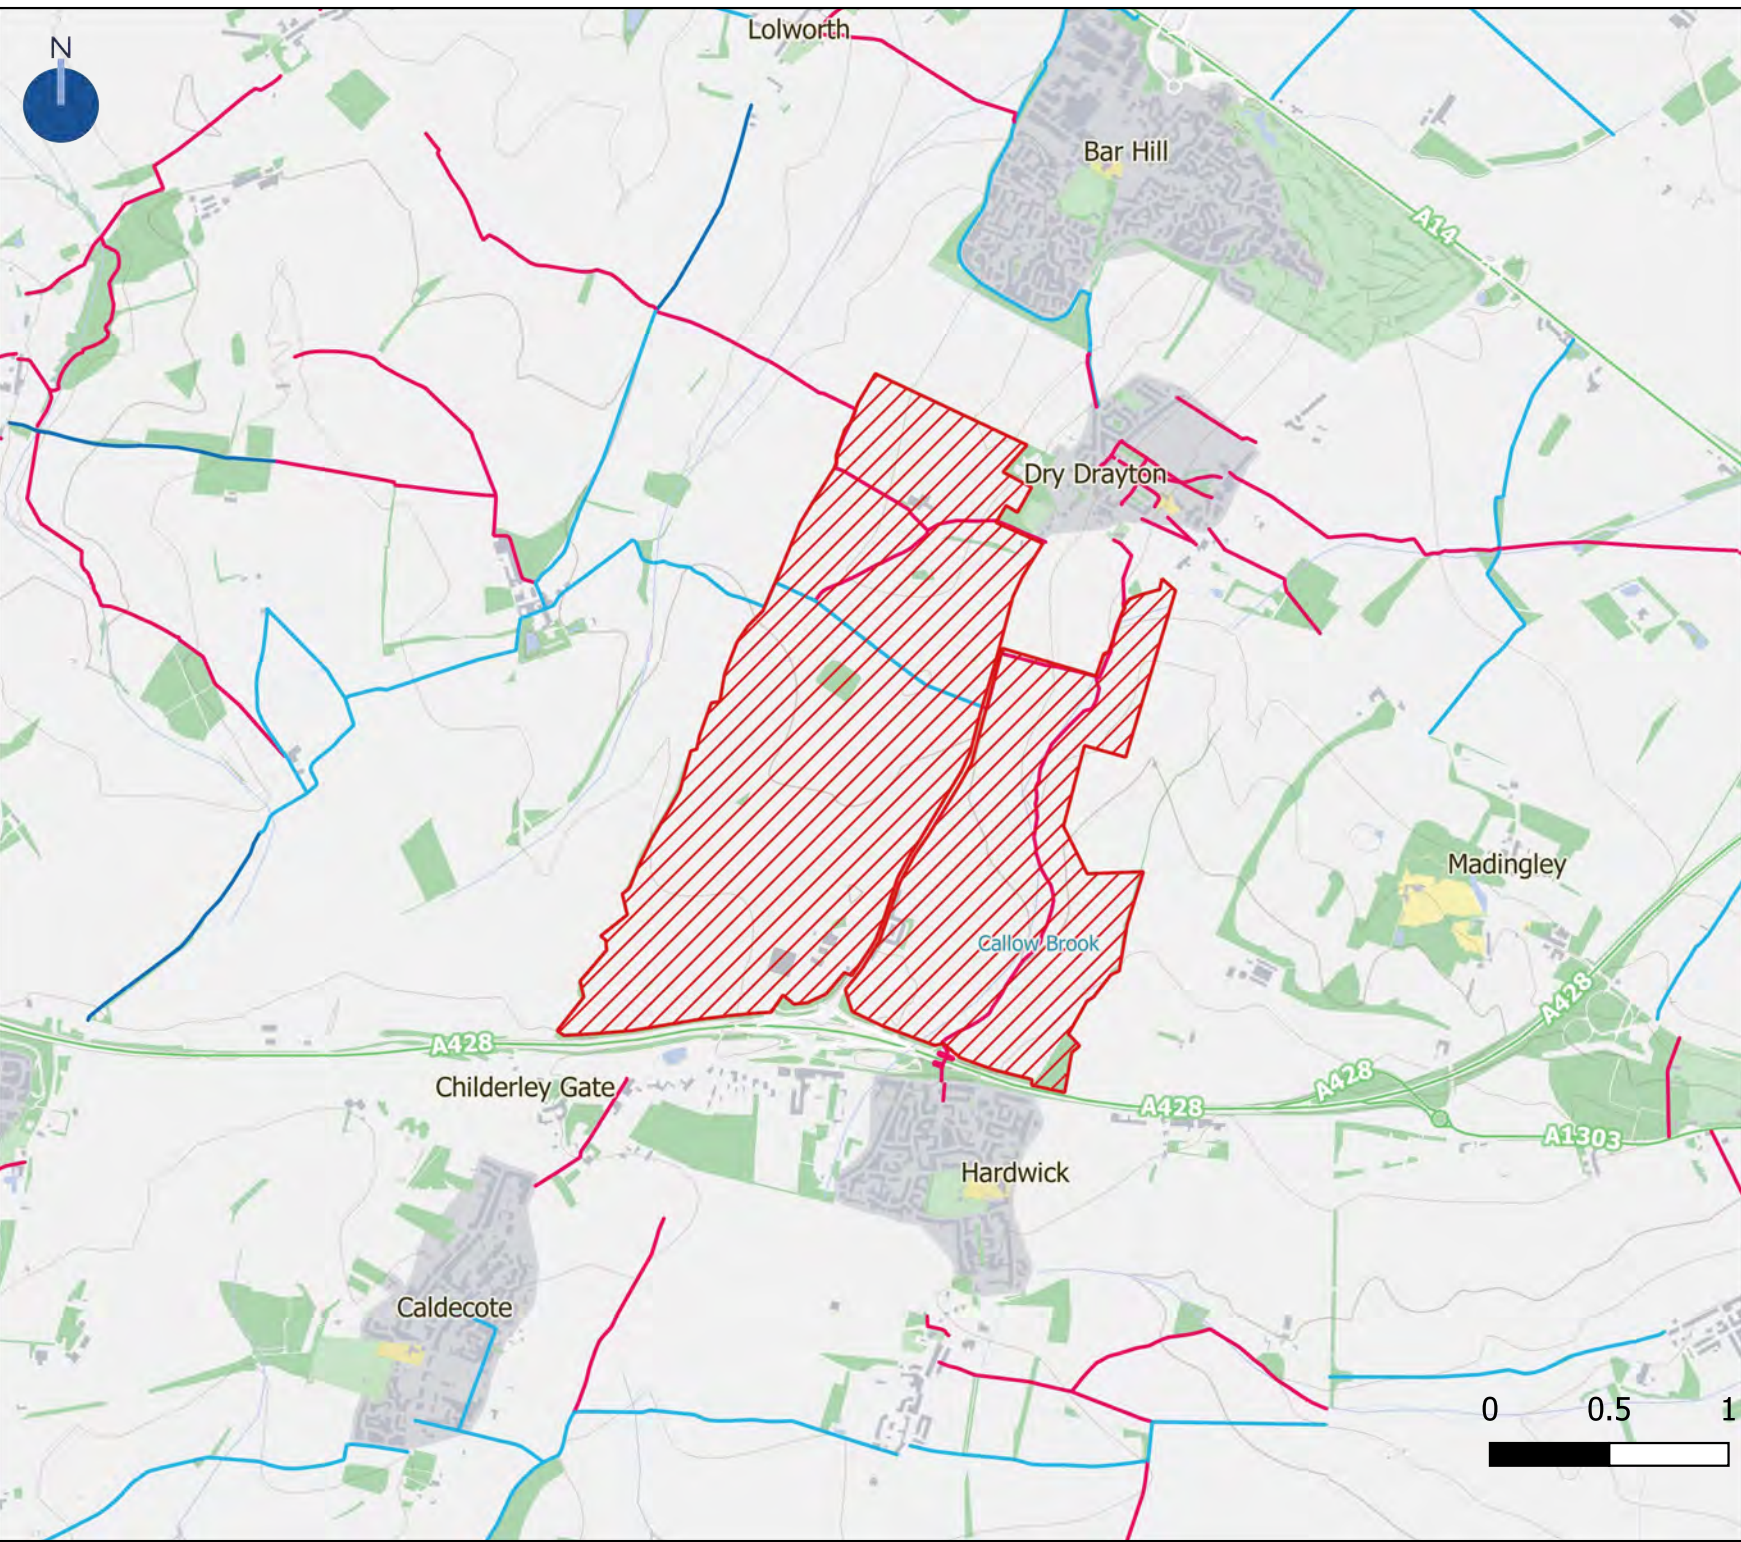 Lolworth
N
Bar Hill
A14
Dry Drayton
Madingley
Callow Brook
A428
A428
Childerley Gate
A428
A428
A1303
Hardwick
Caldecote
0 0.5 1